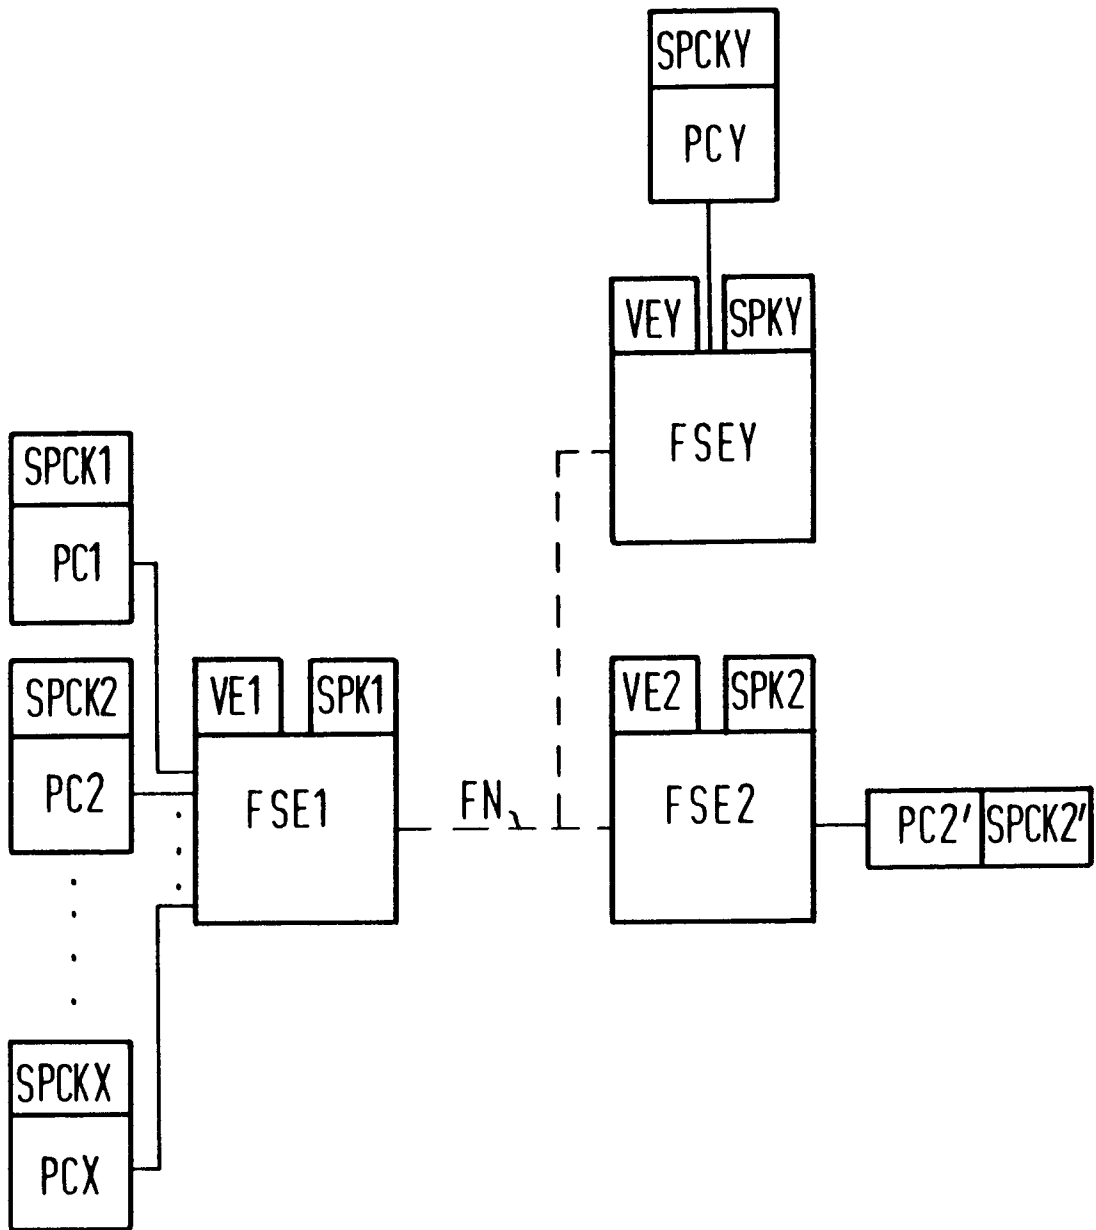 SPCKY
PCY
VEY
SPKY
FSEY
SPCK1
PC1
SPCK2
PC2
VE1
SPK1
FSE1
FN
VE2
SPK2
FSE2
PC2'
SPCK2'
SPCKX
PCX